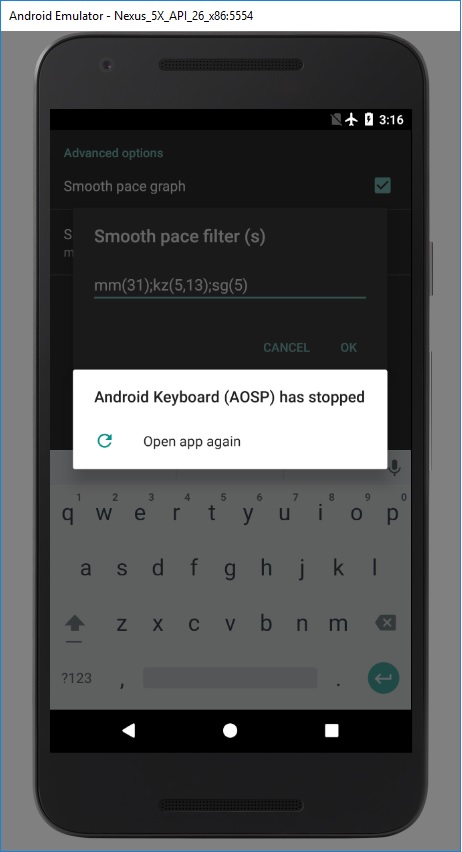 Android Emulator - Nexus_5X_API_26_x86:5554
3:16
Advanced options
Smooth pace graph
S
m
Smooth pace filter (s)
mm(31);kz(5,13);sg(5)
CANCEL OK
Android Keyboard (AOSP) has stopped
Open app again
1 2 3 4 5 6 7 8 9 0
q w e r t y u i o p
a s d f g h j k l
z x c v b n m
?123 , .